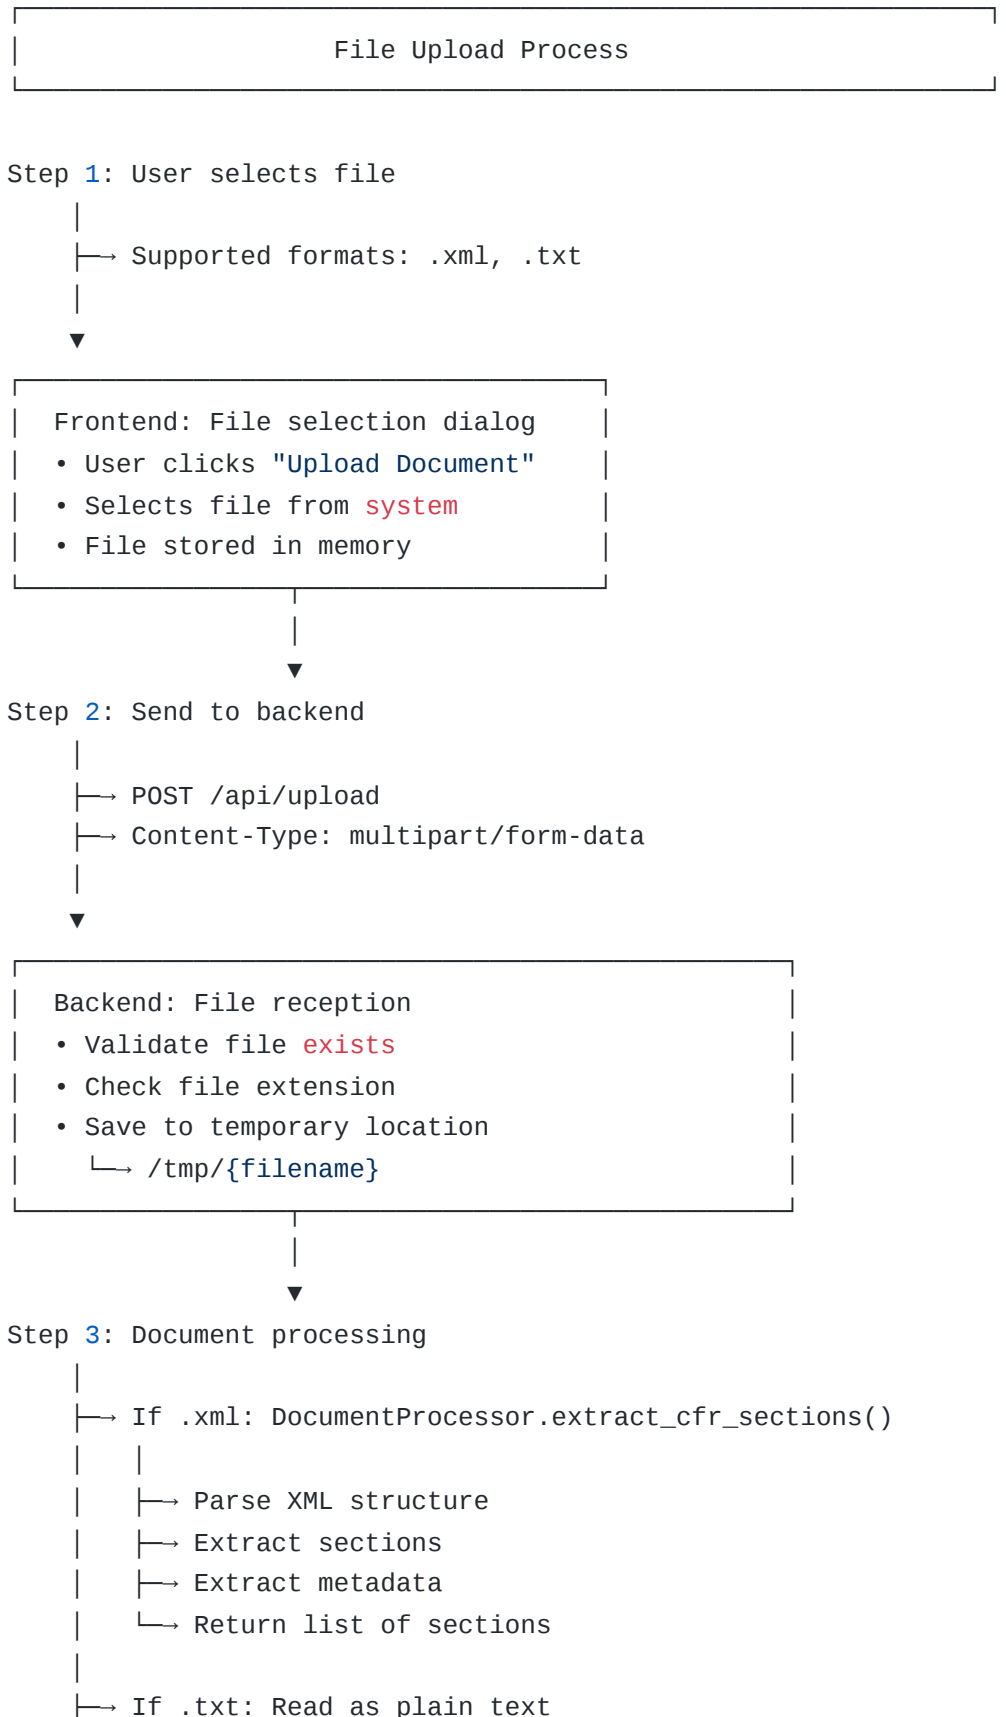 File Upload Process
Step 1: User selects file
├─→ Supported formats: .xml, .txt
Frontend: File selection dialog
• User clicks "Upload Document"
• Selects file from system
• File stored in memory
Step 2: Send to backend
├─→ POST /api/upload
├─→ Content-Type: multipart/form-data
Backend: File reception
• Validate file exists
• Check file extension
• Save to temporary location
└─→ /tmp/{filename}
Step 3: Document processing
├─→ If .xml: DocumentProcessor.extract_cfr_sections()
├─→ Parse XML structure
├─→ Extract sections
├─→ Extract metadata
└─→ Return list of sections
├─→ If .txt: Read as plain text